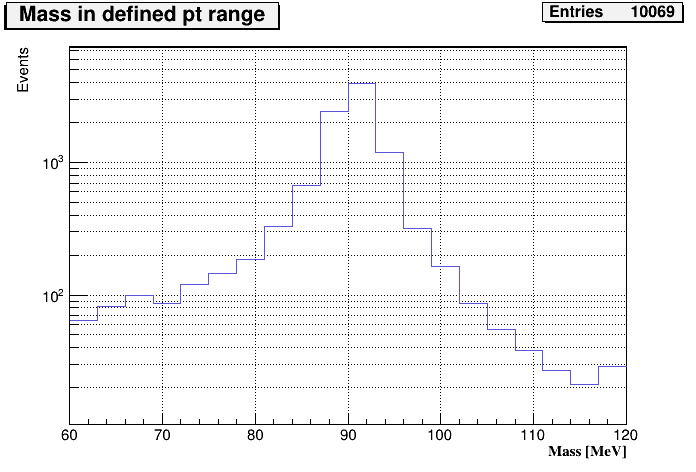 Mass in defined pt range
Entries 10069
Events
10³
10²
60 70 80 90 100 110 120
Mass [MeV]